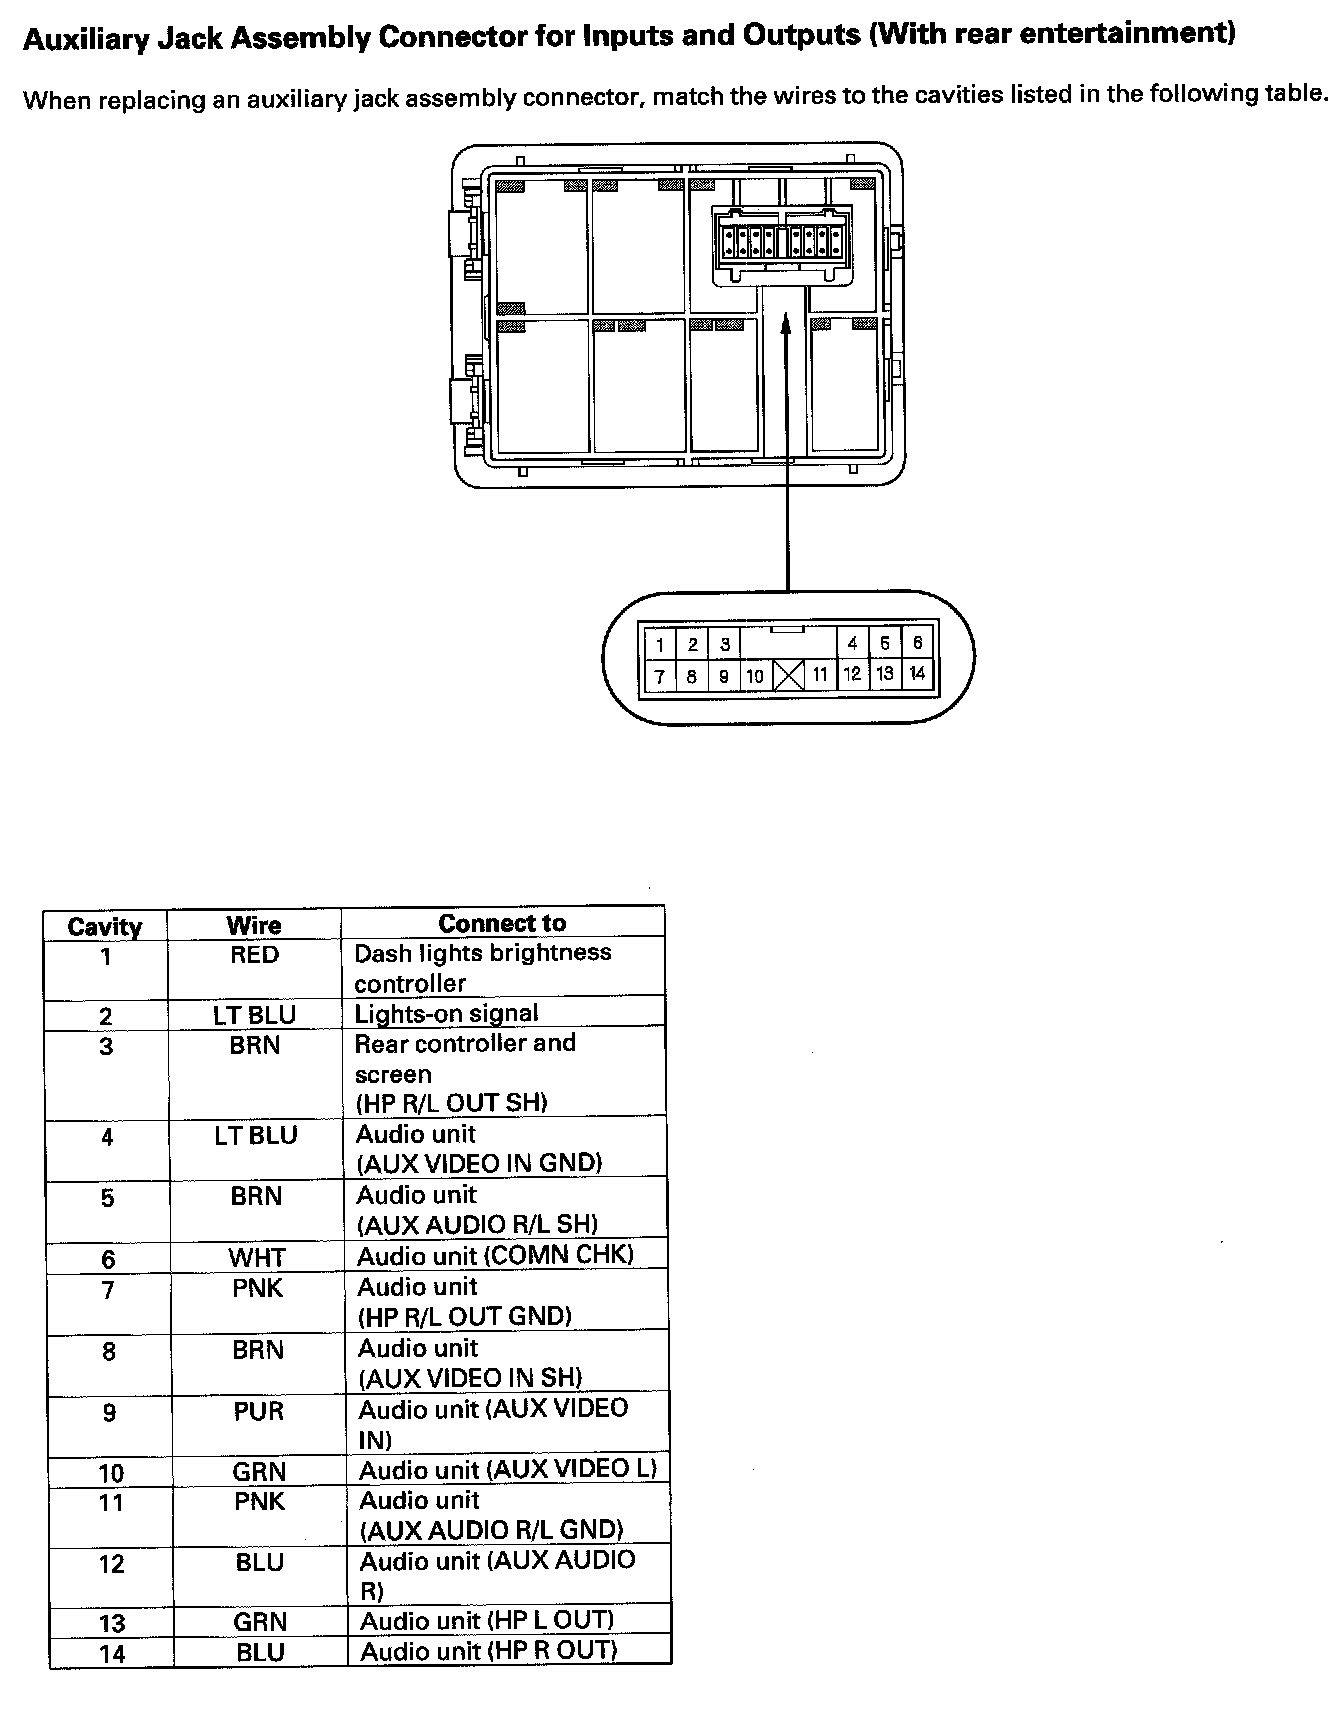 Auxiliary Jack Assembly Connector for Inputs and Outputs (With rear entertainment)
When replacing an auxiliary jack assembly connector, match the wires to the cavities listed in the following table.
1 2 3 4 5 6
7 8 9 10 11 12 13 14
Cavity Wire Connect to
1 RED Dash lights brightness
controller
2 LT BLU Lights-on signal
3 BRN Rear controller and
screen
(HP R/L OUT SH)
4 LT BLU Audio unit
(AUX VIDEO IN GND)
5 BRN Audio unit
(AUX AUDIO R/L SH)
6 WHT Audio unit (COMN CHK)
7 PNK Audio unit
(HP R/L OUT GND)
8 BRN Audio unit
(AUX VIDEO IN SH)
9 PUR Audio unit (AUX VIDEO
IN)
10 GRN Audio unit (AUX VIDEO L)
11 PNK Audio unit
(AUX AUDIO R/L GND)
12 BLU Audio unit (AUX AUDIO
R)
13 GRN Audio unit (HP L OUT)
14 BLU Audio unit (HP R OUT)